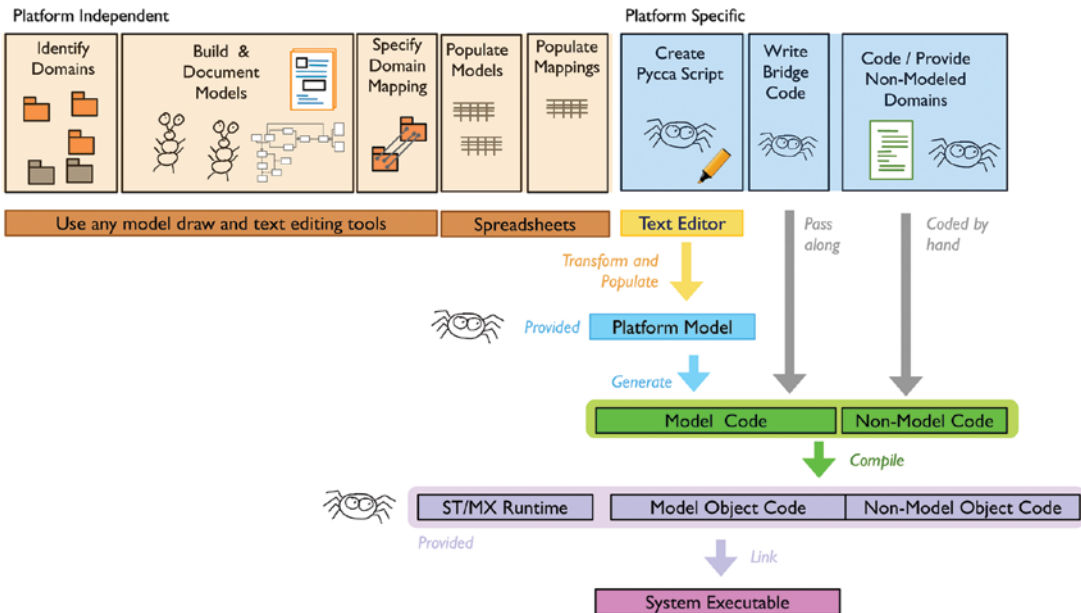 Platform Independent
Platform Specific
Identify
Domains
Build &
Document
Models
Specify
Domain
Mapping
Populate
Models
Populate
Mappings
Create
Pycca Script
Write
Bridge
Code
Code / Provide
Non-Modeled
Domains
Use any model draw and text editing tools
Spreadsheets
Text Editor
Pass
along
Coded by
hand
Transform and
Populate
Provided
Platform Model
Generate
Model Code
Non-Model Code
Compile
ST/MX Runtime
Model Object Code
Non-Model Object Code
Provided
Link
System Executable